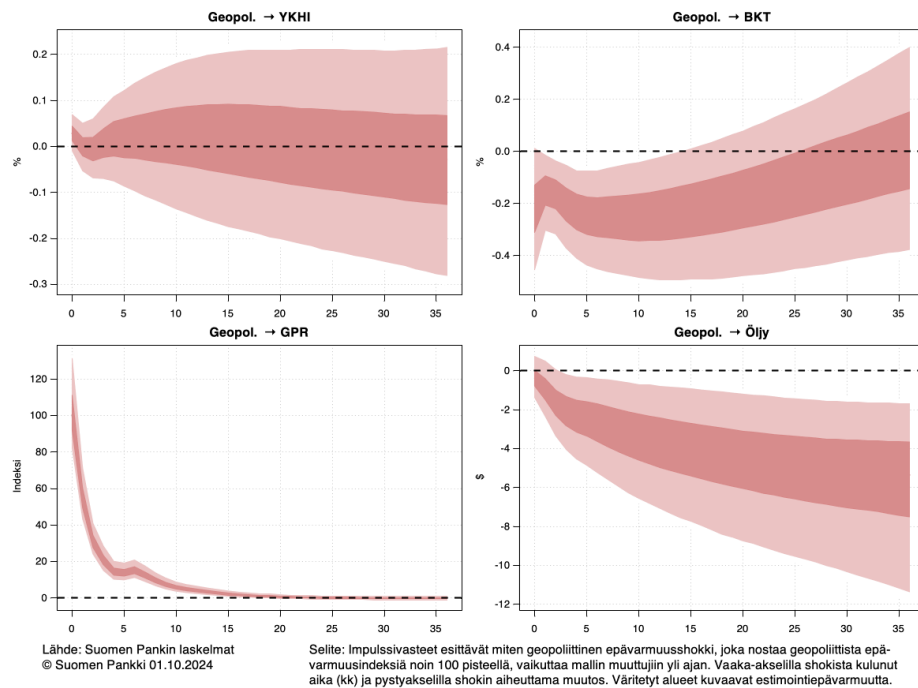 Geopol. → YKHI
0.2
0.1
0.0
-0.1
-0.2
-0.3
%
0 5 10 15 20 25 30 35
Geopol. → BKT
0.4
0.2
0.0
-0.2
-0.4
%
0 5 10 15 20 25 30 35
Geopol. → GPR
120
100
80
60
40
20
0
Indeksi
0 5 10 15 20 25 30 35
Geopol. → Öljy
0
-2
-4
-6
-8
-10
-12
$
0 5 10 15 20 25 30 35
Lähde: Suomen Pankin laskelmat
© Suomen Pankki 01.10.2024
Selite: Impulssivasteet esittävät miten geopoliittinen epävarmuusshokki, joka nostaa geopoliittista epä-
varmuusindeksiä noin 100 pisteellä, vaikuttaa mallin muuttujiin yli ajan. Vaaka-akselilla shokista kulunut
aika (kk) ja pystyakselilla shokin aiheuttama muutos. Väritetyt alueet kuvaavat estimointiepävarmuutta.